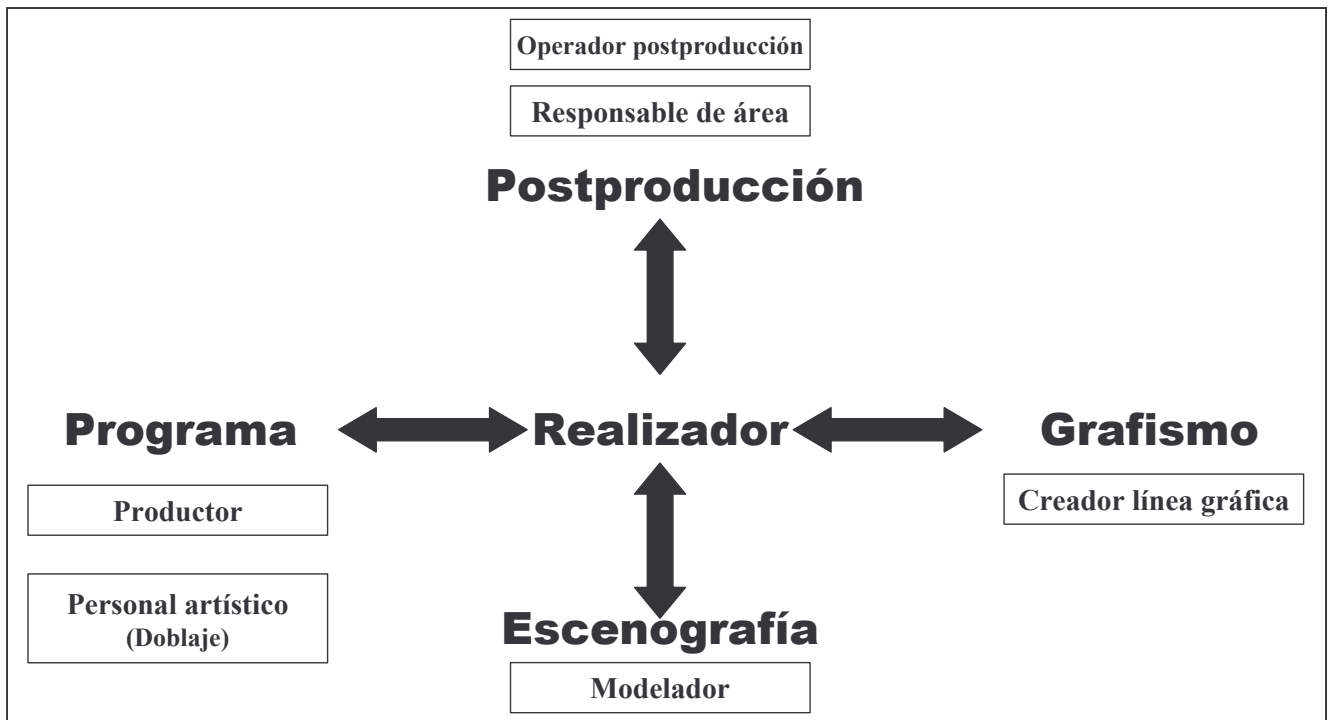 Operador postproducción
Responsable de área
Postproducción
Programa
Realizador
Grafismo
Productor
Creador línea gráfica
Personal artístico
(Doblaje)
Escenografía
Modelador